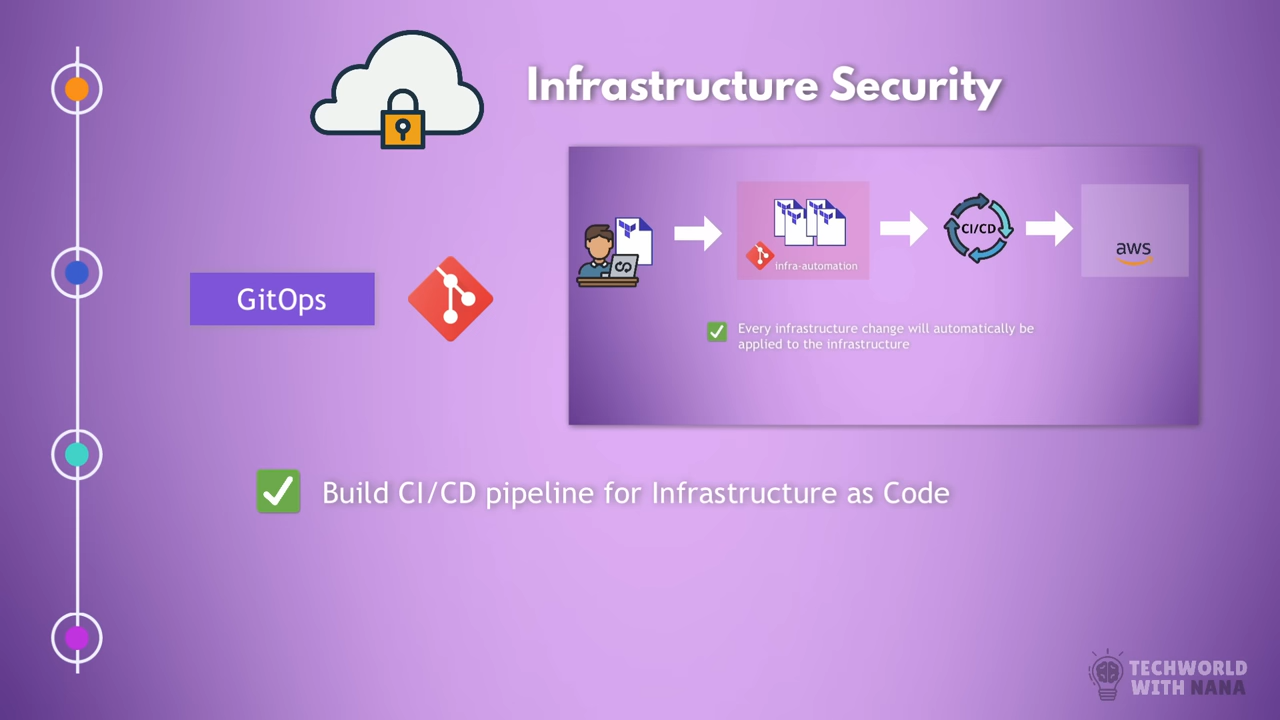 Infrastructure Security
GitOps
infra-automation
CI/CD
aws
Every infrastructure change will automatically be
applied to the infrastructure
Build CI/CD pipeline for Infrastructure as Code
TECHWORLD
WITH NANA